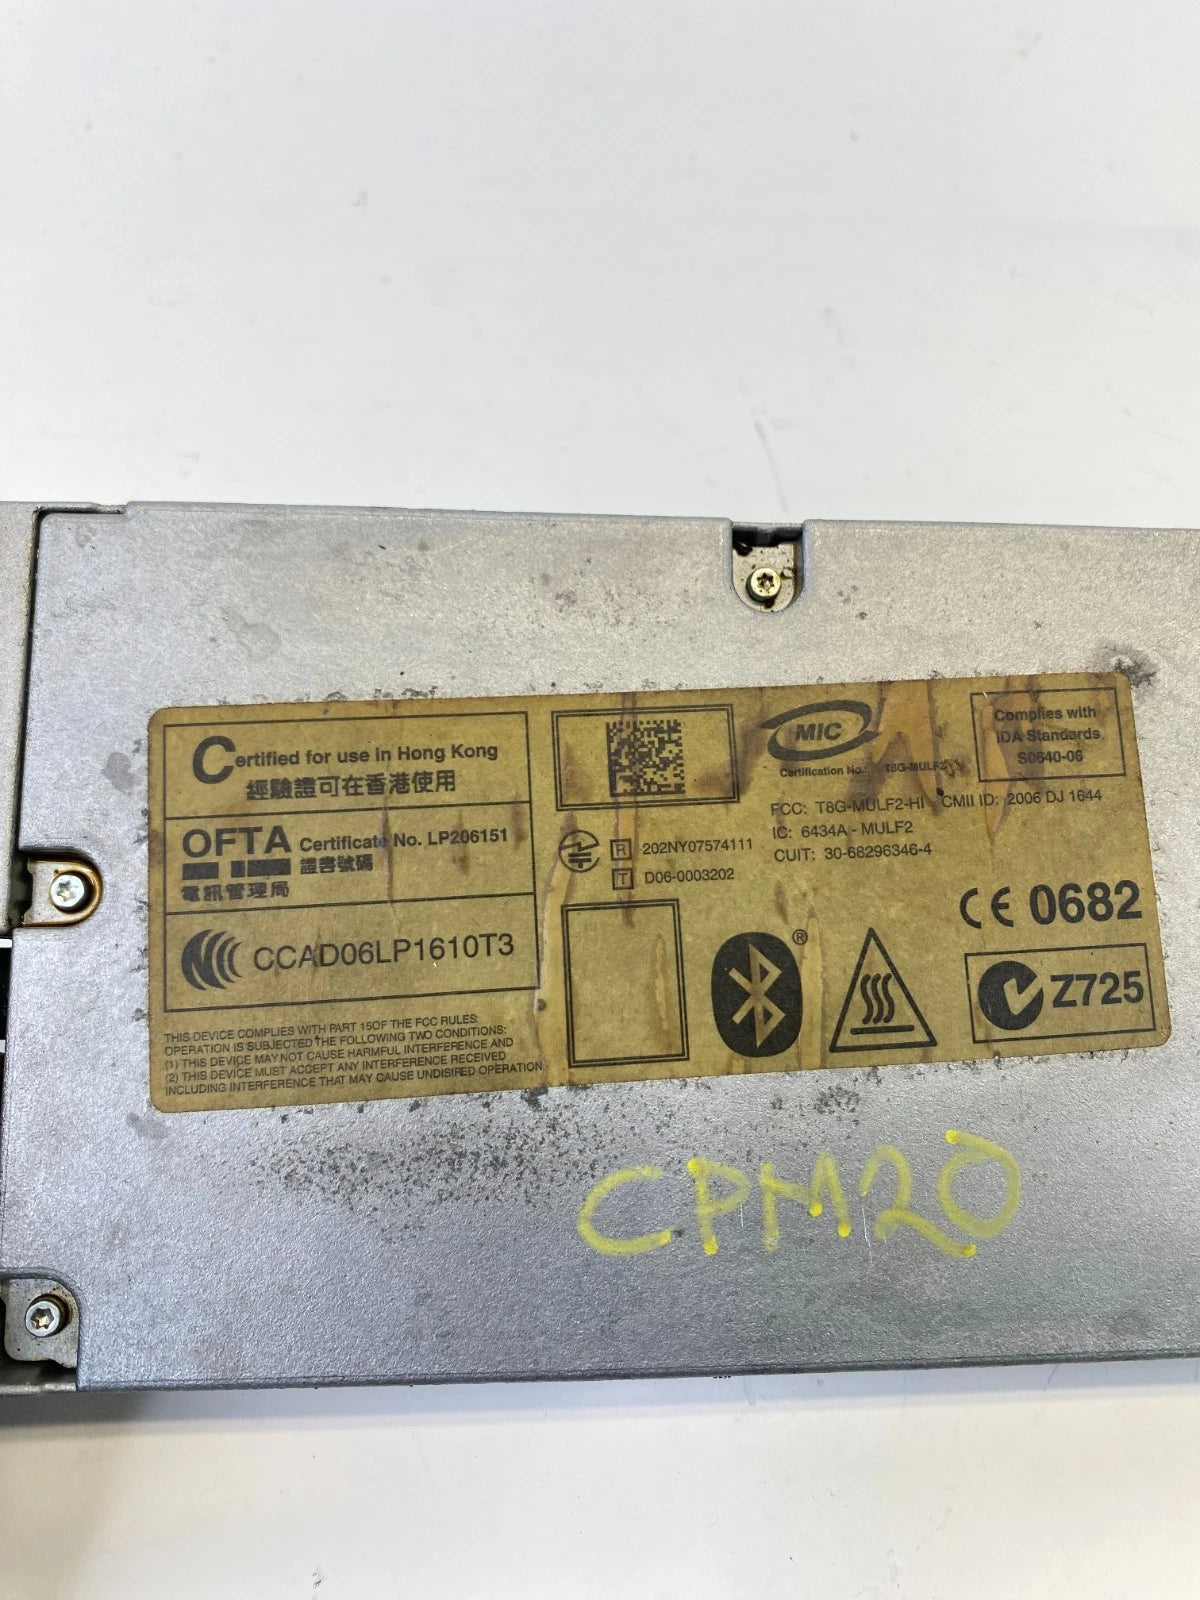 Certified for use in Hong Kong
經驗證可在香港使用
OFTA Certificate No. LP206151
證書號碼
電訊管理局
CCAD06LP1610T3
THIS DEVICE COMPLIES WITH PART 15OF THE FCC RULES:
OPERATION IS SUBJECTED THE FOLLOWING TWO CONDITIONS:
(1) THIS DEVICE MAY NOT CAUSE HARMFUL INTERFERENCE AND
(2) THIS DEVICE MUST ACCEPT ANY INTERFERENCE RECEIVED
INCLUDING INTERFERENCE THAT MAY CAUSE UNDISIRED OPERATION.
R 202NY07574111
T D06-0003202
MIC
Certification No.: T8G-MULF2
Complies with
IDA Standards
S0640-06
FCC: T8G-MULF2-HI CMII ID: 2006 DJ 1644
IC: 6434A - MULF2
CUIT: 30-68296346-4
CE 0682
®
Z725
CPM20